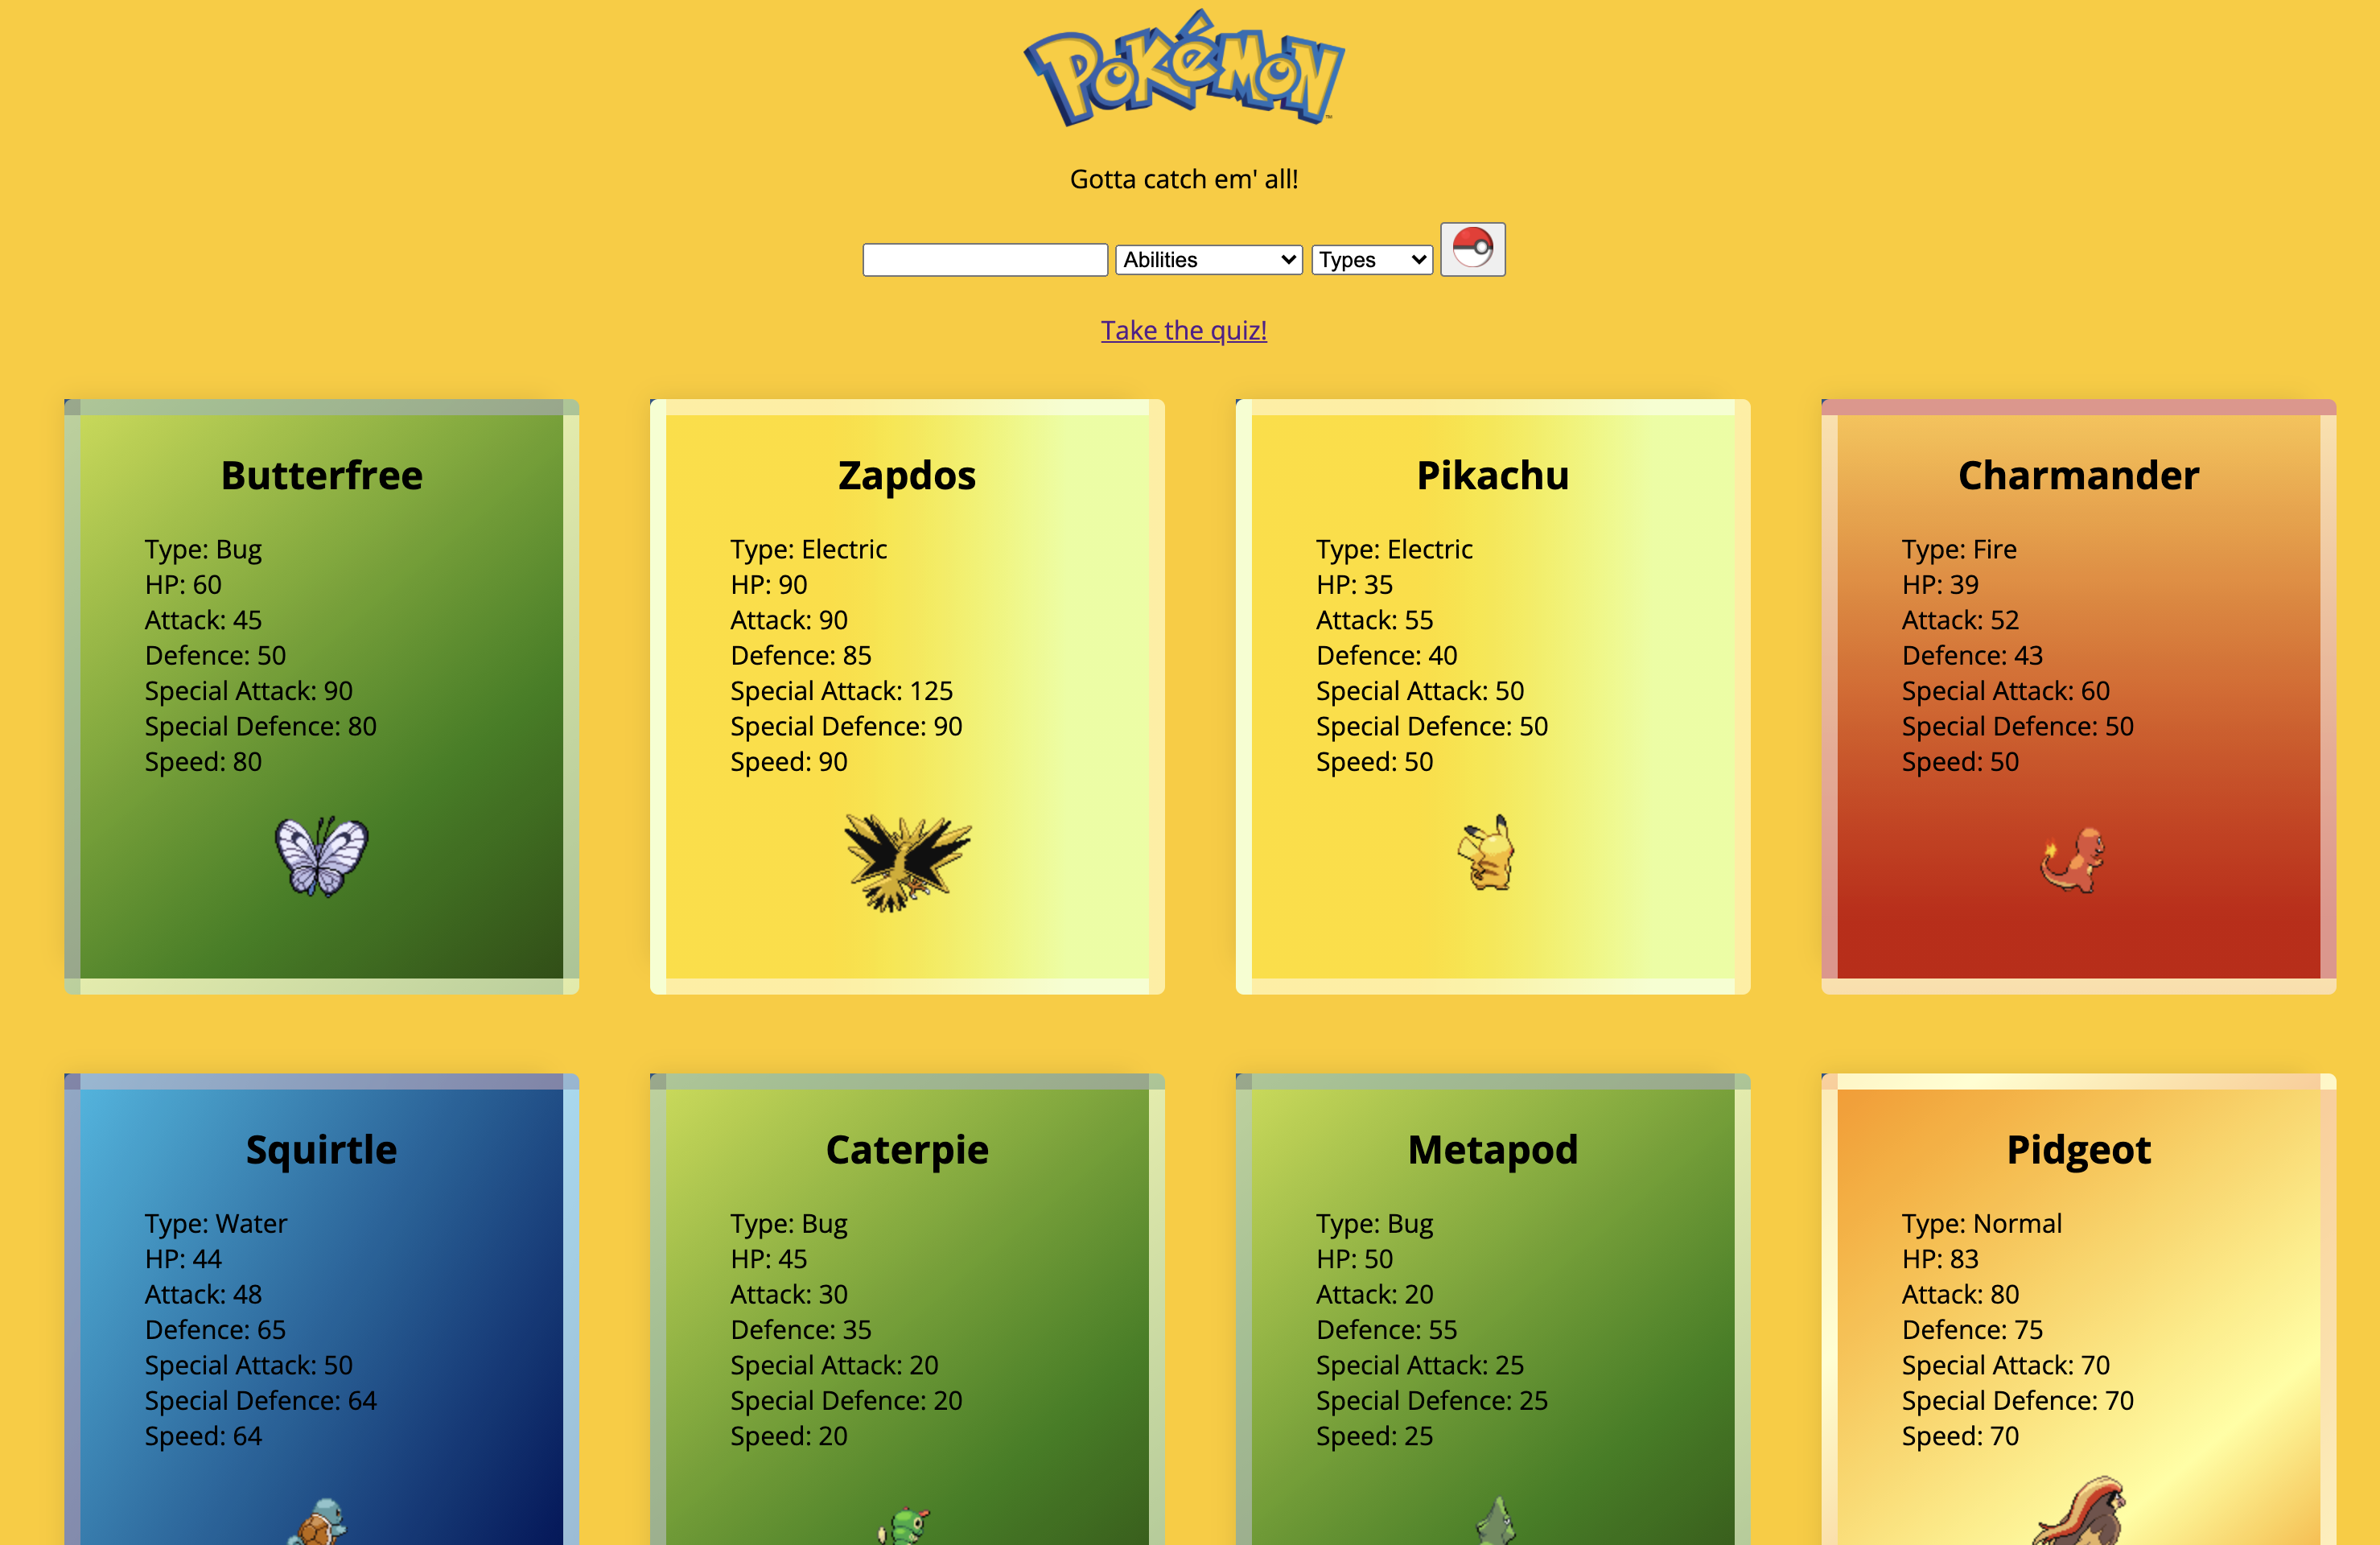 POKéMON
TM
Gotta catch em' all!
Abilities Types
Take the quiz!
Butterfree
Type: Bug
HP: 60
Attack: 45
Defence: 50
Special Attack: 90
Special Defence: 80
Speed: 80
Zapdos
Type: Electric
HP: 90
Attack: 90
Defence: 85
Special Attack: 125
Special Defence: 90
Speed: 90
Pikachu
Type: Electric
HP: 35
Attack: 55
Defence: 40
Special Attack: 50
Special Defence: 50
Speed: 50
Charmander
Type: Fire
HP: 39
Attack: 52
Defence: 43
Special Attack: 60
Special Defence: 50
Speed: 50
Squirtle
Type: Water
HP: 44
Attack: 48
Defence: 65
Special Attack: 50
Special Defence: 64
Speed: 64
Caterpie
Type: Bug
HP: 45
Attack: 30
Defence: 35
Special Attack: 20
Special Defence: 20
Speed: 20
Metapod
Type: Bug
HP: 50
Attack: 20
Defence: 55
Special Attack: 25
Special Defence: 25
Speed: 25
Pidgeot
Type: Normal
HP: 83
Attack: 80
Defence: 75
Special Attack: 70
Special Defence: 70
Speed: 70